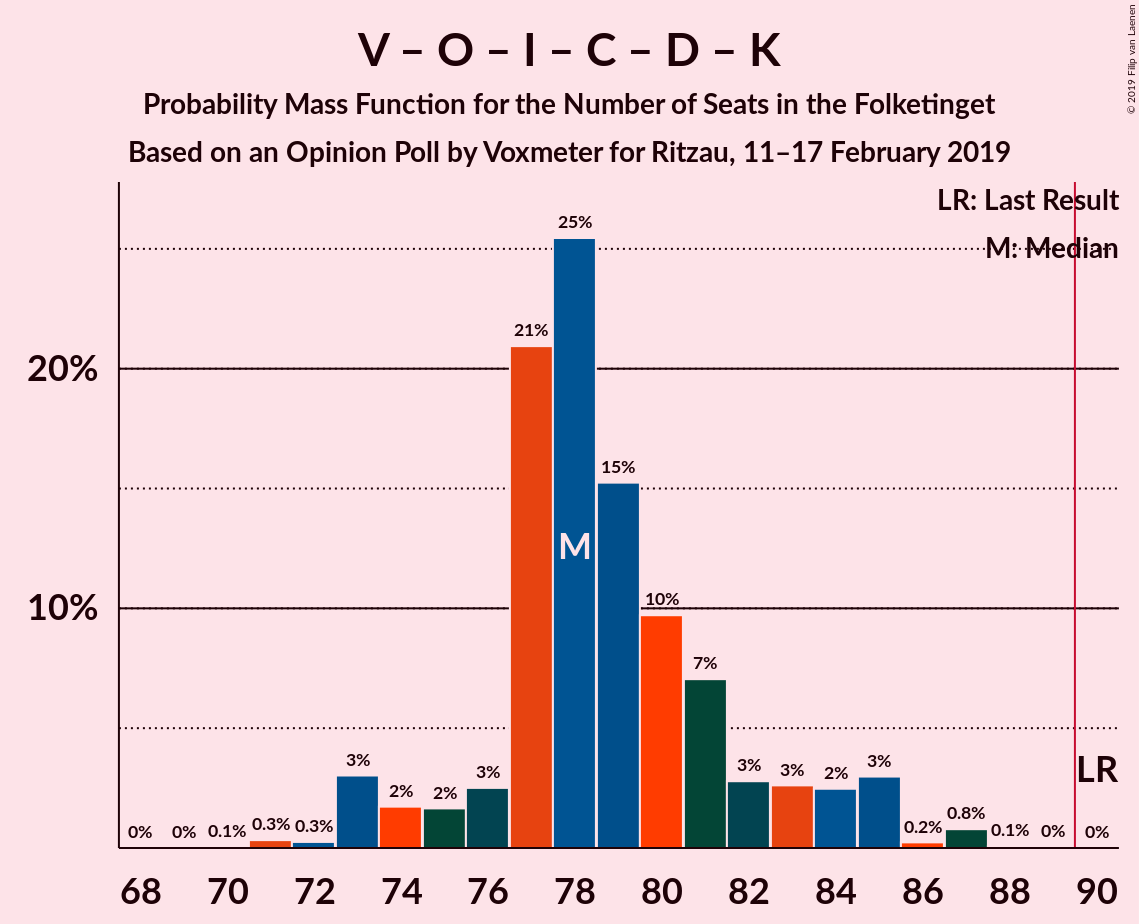 V – O – I – C – D – K
Probability Mass Function for the Number of Seats in the Folketinget
Based on an Opinion Poll by Voxmeter for Ritzau, 11–17 February 2019
© 2019 Filip van Laenen
LR: Last Result
M: Median
20%
10%
0%
0%
0.1%
0.3%
0.3%
3%
2%
2%
3%
21%
25%
15%
10%
7%
3%
3%
2%
3%
0.2%
0.8%
0.1%
0%
0%
M
LR
68 70 72 74 76 78 80 82 84 86 88 90